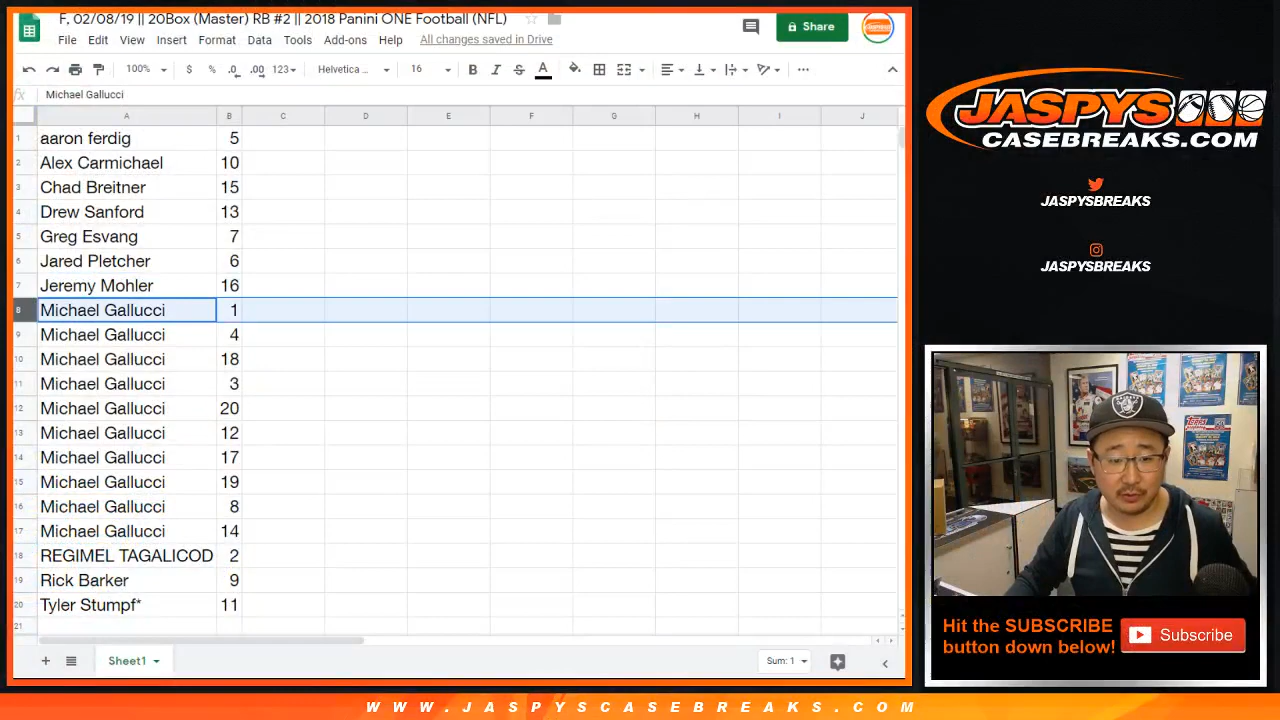 F, 02/08/19 || 20Box (Master) RB #2 || 2018 Panini ONE Football (NFL)
File Edit View Format Data Tools Add-ons Help All changes saved in Drive
Share
100% $ % .0 .00 123 Helvetica ... 16 B I S A
fx Michael Gallucci
A B C D E F G H I J
1 aaron ferdig 5
2 Alex Carmichael 10
3 Chad Breitner 15
4 Drew Sanford 13
5 Greg Esvang 7
6 Jared Pletcher 6
7 Jeremy Mohler 16
8 Michael Gallucci 1
9 Michael Gallucci 4
10 Michael Gallucci 18
11 Michael Gallucci 3
12 Michael Gallucci 20
13 Michael Gallucci 12
14 Michael Gallucci 17
15 Michael Gallucci 19
16 Michael Gallucci 8
17 Michael Gallucci 14
18 REGIMEL TAGALICOD 2
19 Rick Barker 9
20 Tyler Stumpf* 11
21
Sheet1
Sum: 1
JASPYS
CASEBREAKS.COM
JASPYSBREAKS
JASPYSBREAKS
Hit the SUBSCRIBE
button down below!
Subscribe
WWW.JASPYSCASEBREAKS.COM